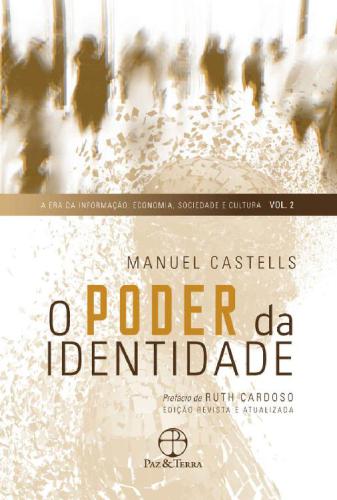 A ERA DA INFORMAÇÃO: ECONOMIA, SOCIEDADE E CULTURA VOL. 2
MANUEL CASTELLS
O PODER da
IDENTIDADE
Prefácio de RUTH CARDOSO
EDIÇÃO REVISTA E ATUALIZADA
PAZ & TERRA